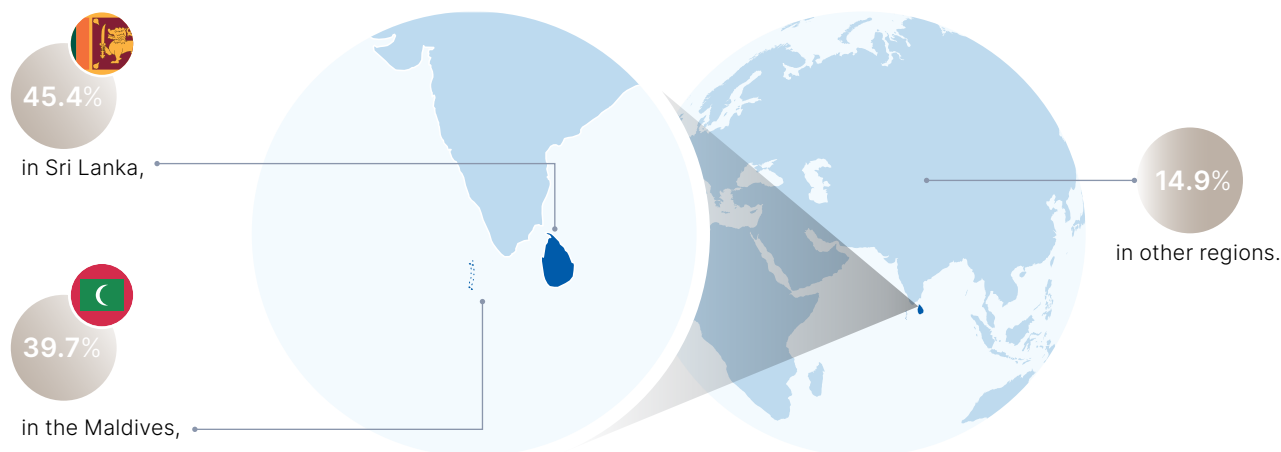 45.4%
in Sri Lanka,
14.9%
in other regions.
39.7%
in the Maldives,